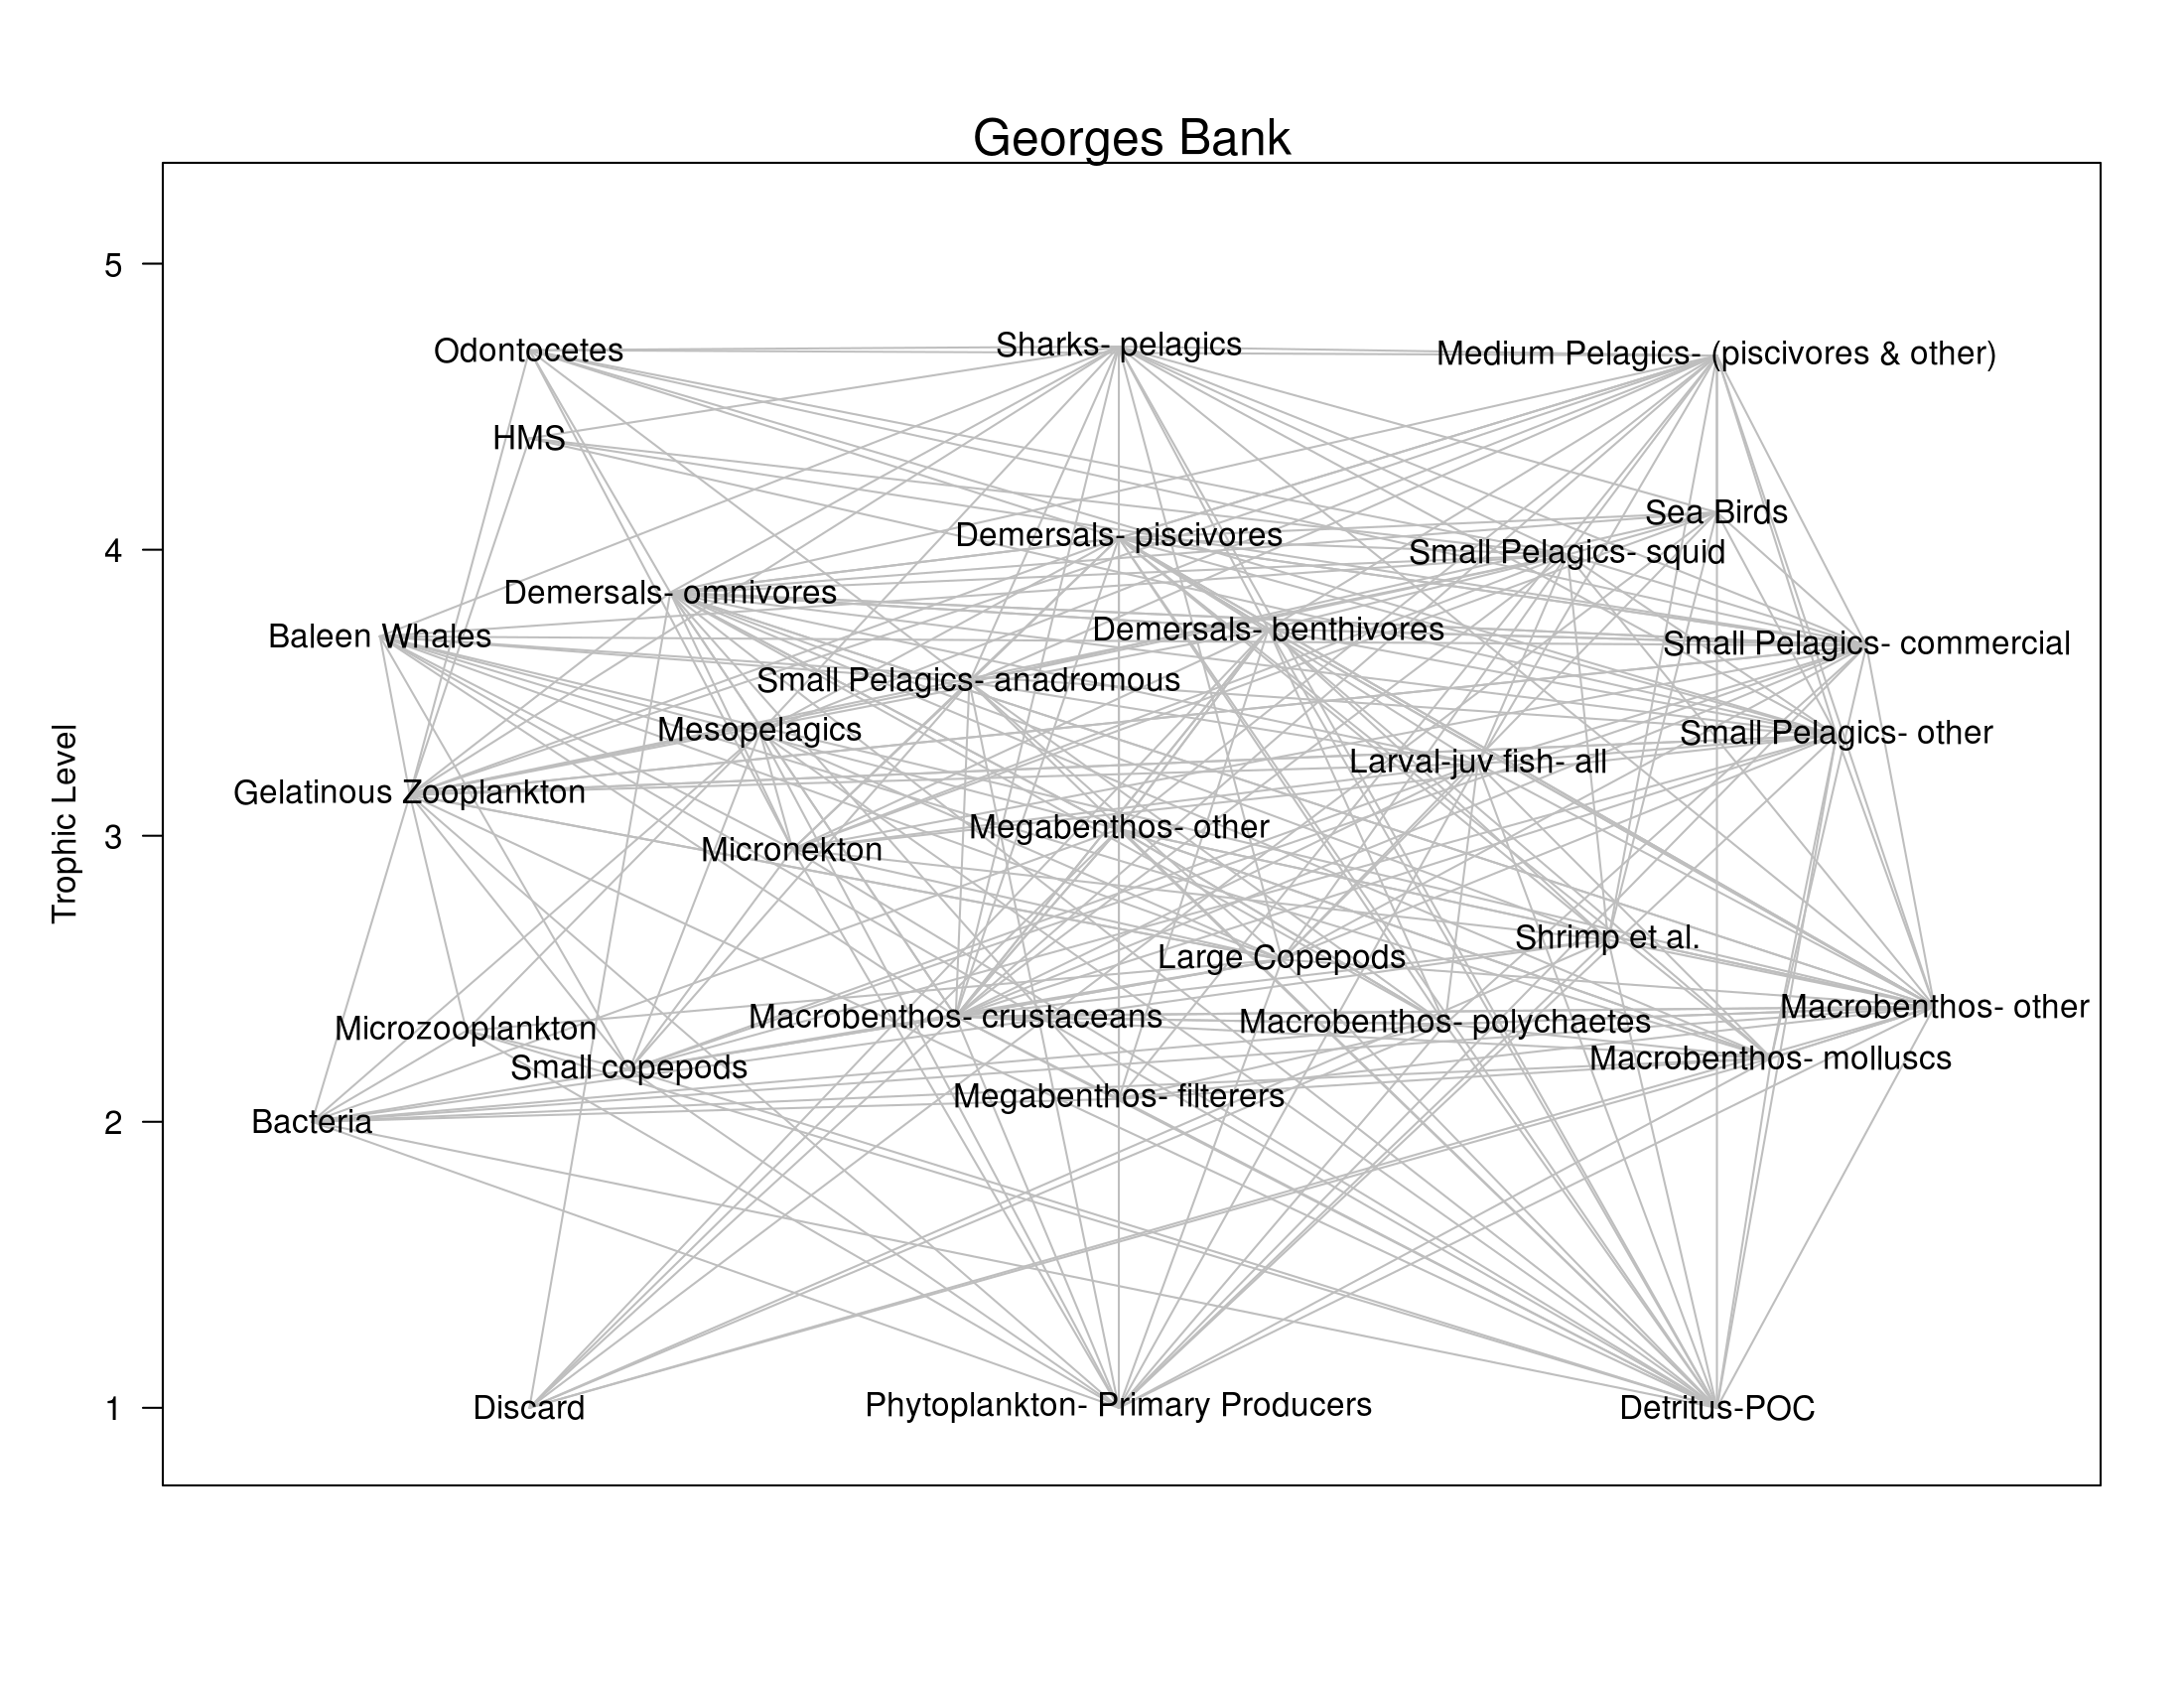 Georges Bank
5
Odontocetes
Sharks- pelagics
Medium Pelagics- (piscivores & other)
HMS
Sea Birds
Demersals- piscivores
4
Small Pelagics- squid
Demersals- omnivores
Demersals- benthivores
Baleen Whales
Small Pelagics- commercial
Small Pelagics- anadromous
Mesopelagics
Small Pelagics- other
Larval-juv fish- all
Gelatinous Zooplankton
Trophic Level
Megabenthos- other
3
Micronekton
Shrimp et al.
Large Copepods
Macrobenthos- other
Macrobenthos- crustaceans
Macrobenthos- polychaetes
Microzooplankton
Macrobenthos- molluscs
Small copepods
Megabenthos- filterers
2
Bacteria
1
Discard
Phytoplankton- Primary Producers
Detritus-POC